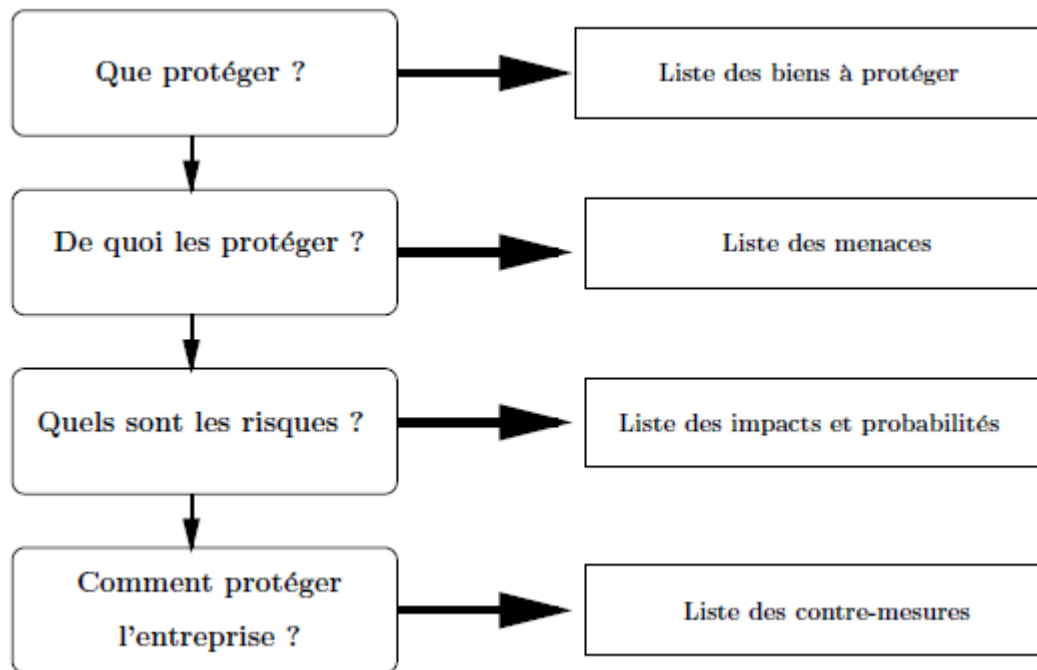 Que protéger ?
Liste des biens à protéger
De quoi les protéger ?
Liste des menaces
Quels sont les risques ?
Liste des impacts et probabilités
Comment protéger
l'entreprise ?
Liste des contre-mesures